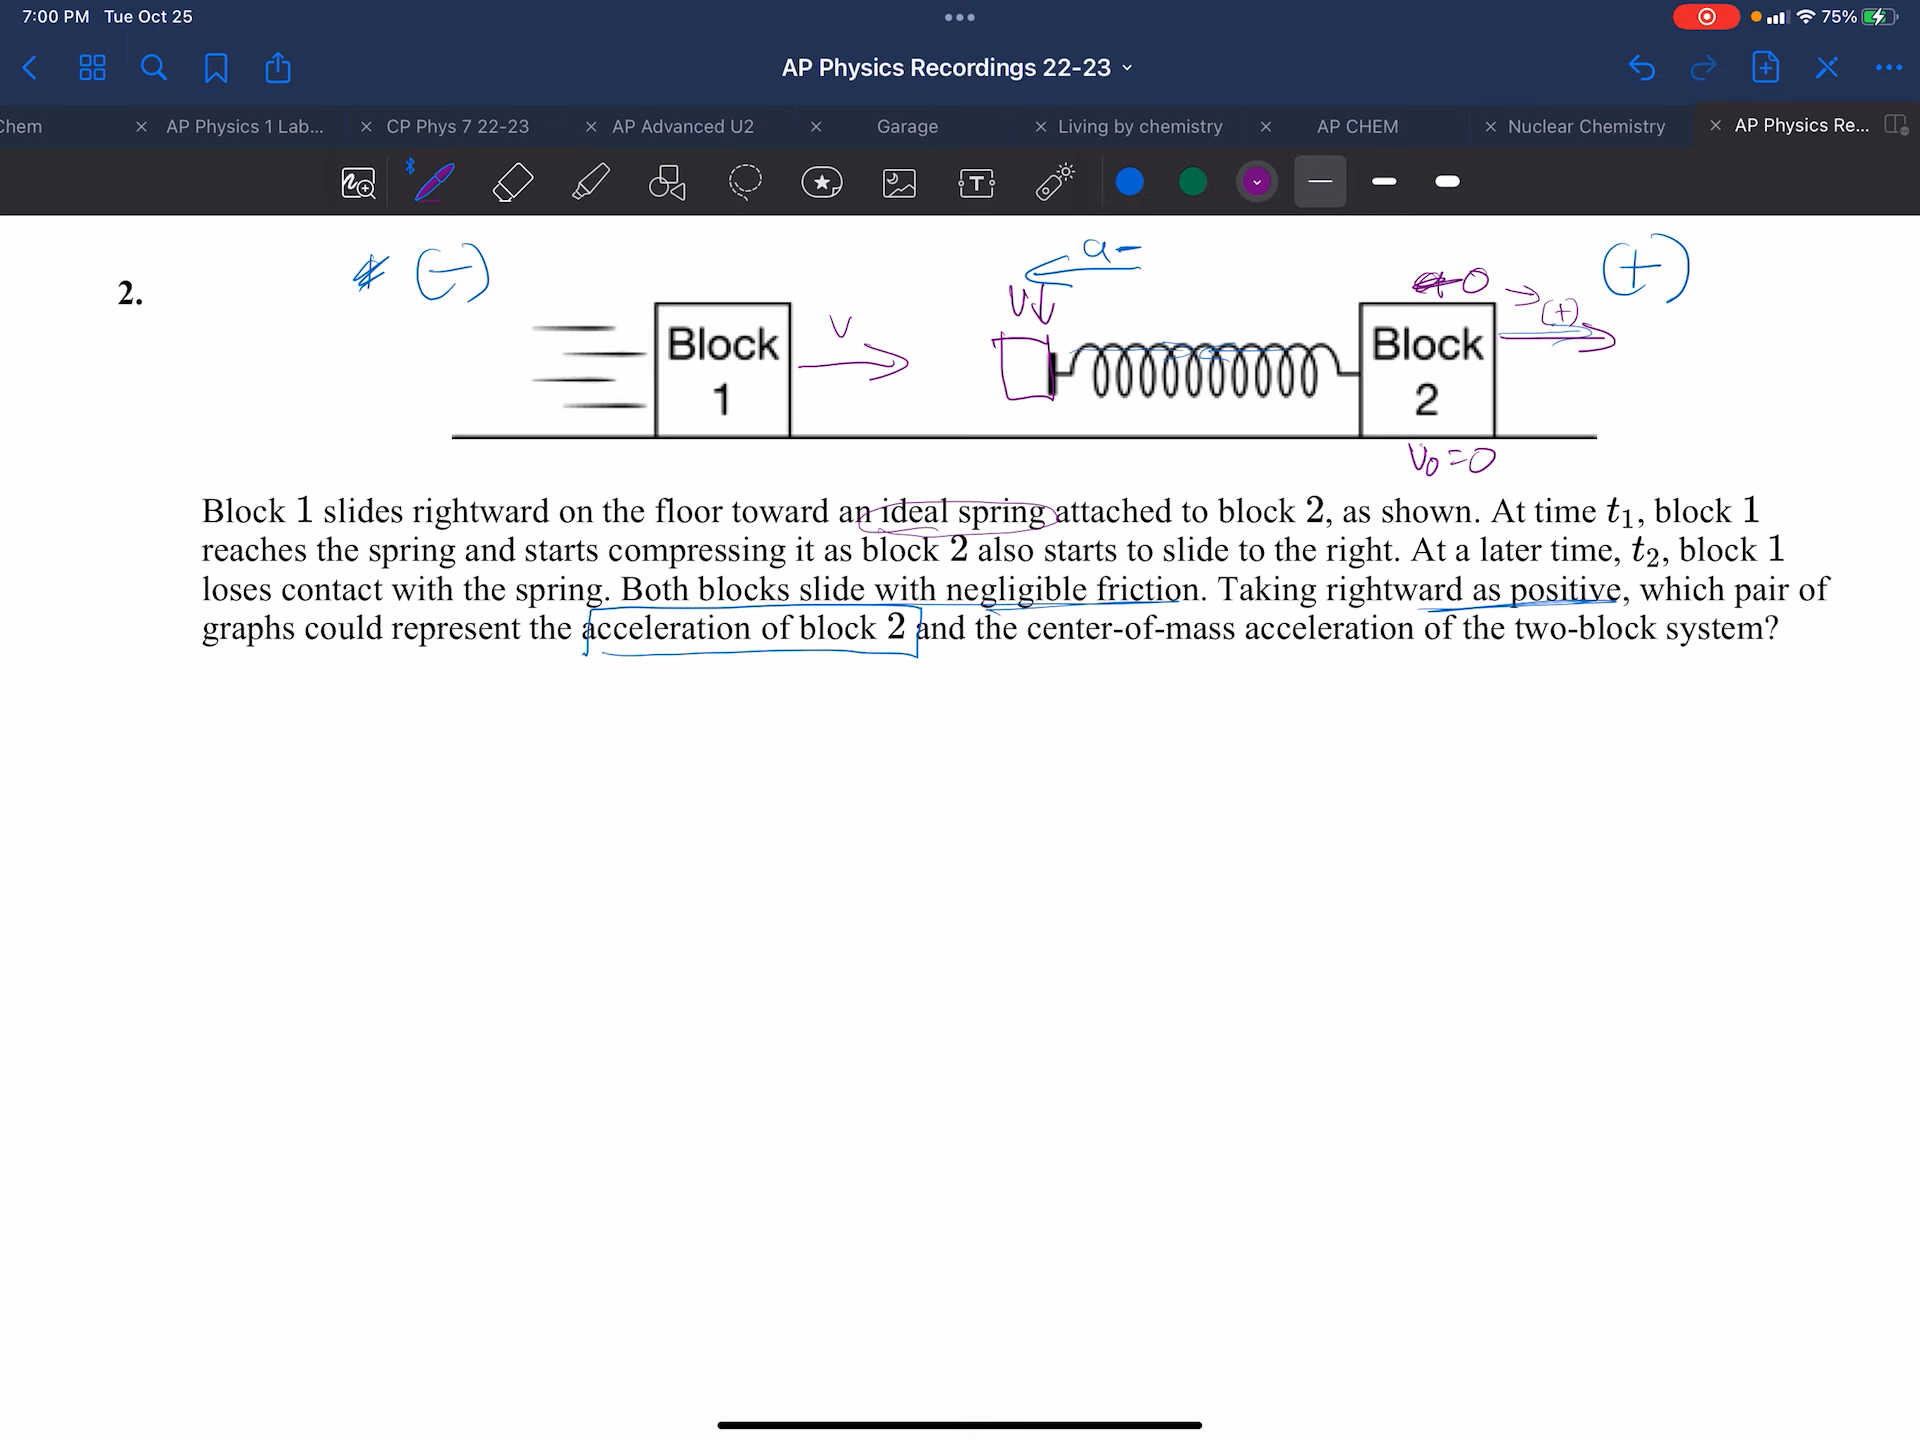 7:00 PM Tue Oct 25
75%
AP Physics Recordings 22-23
Chem
AP Physics 1 Lab...
CP Phys 7 22-23
AP Advanced U2
Garage
Living by chemistry
AP CHEM
Nuclear Chemistry
AP Physics Re...
T
(-)
a-
(+)
2.
0
v
(+)
v
Block 1
Block 2
v₀=0
Block 1 slides rightward on the floor toward an ideal spring attached to block 2, as shown. At time t₁, block 1
reaches the spring and starts compressing it as block 2 also starts to slide to the right. At a later time, t₂, block 1
loses contact with the spring. Both blocks slide with negligible friction. Taking rightward as positive, which pair of
graphs could represent the acceleration of block 2 and the center-of-mass acceleration of the two-block system?